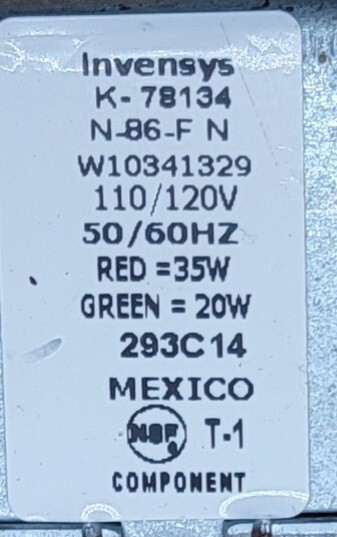 Invensys
K-78134
N-86-F N
W10341329
110/120V
50/60HZ
RED =35W
GREEN = 20W
293C14
MEXICO
NSF. T-1
COMPONENT